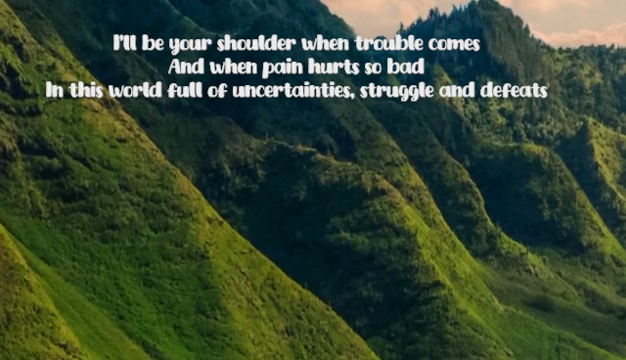 I'll be your shoulder when trouble comes
And when pain hurts so bad
In this world full of uncertainties, struggle and defeats